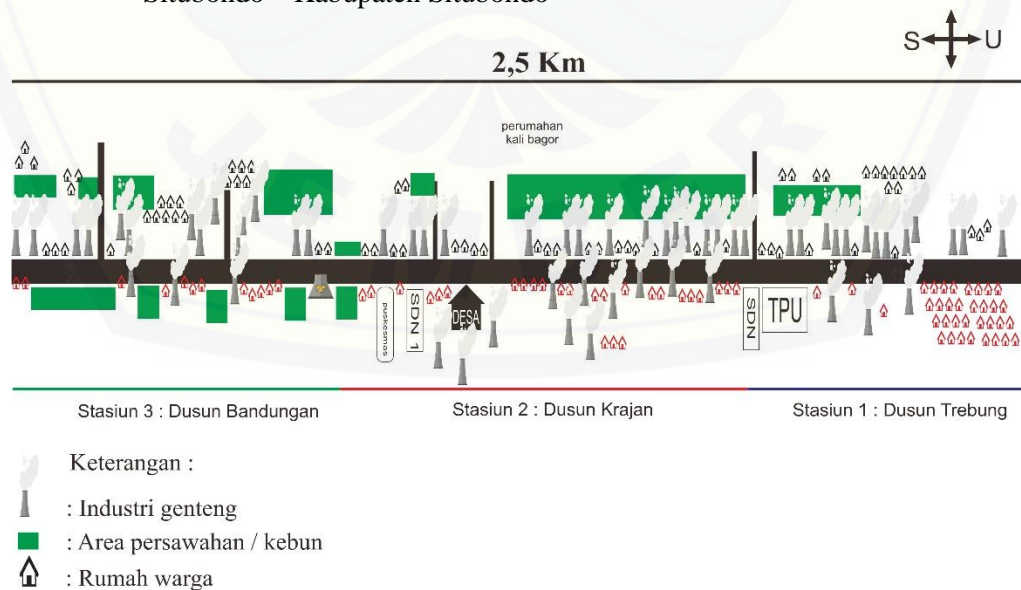 Situbondo – Kabupaten Situbondo
S U
2,5 Km
perumahan
kali bagor
puskesmas
SDN 1
DESA
SDN
TPU
Stasiun 3 : Dusun Bandungan
Stasiun 2 : Dusun Krajan
Stasiun 1 : Dusun Trebung
Keterangan :
: Industri genteng
: Area persawahan / kebun
: Rumah warga